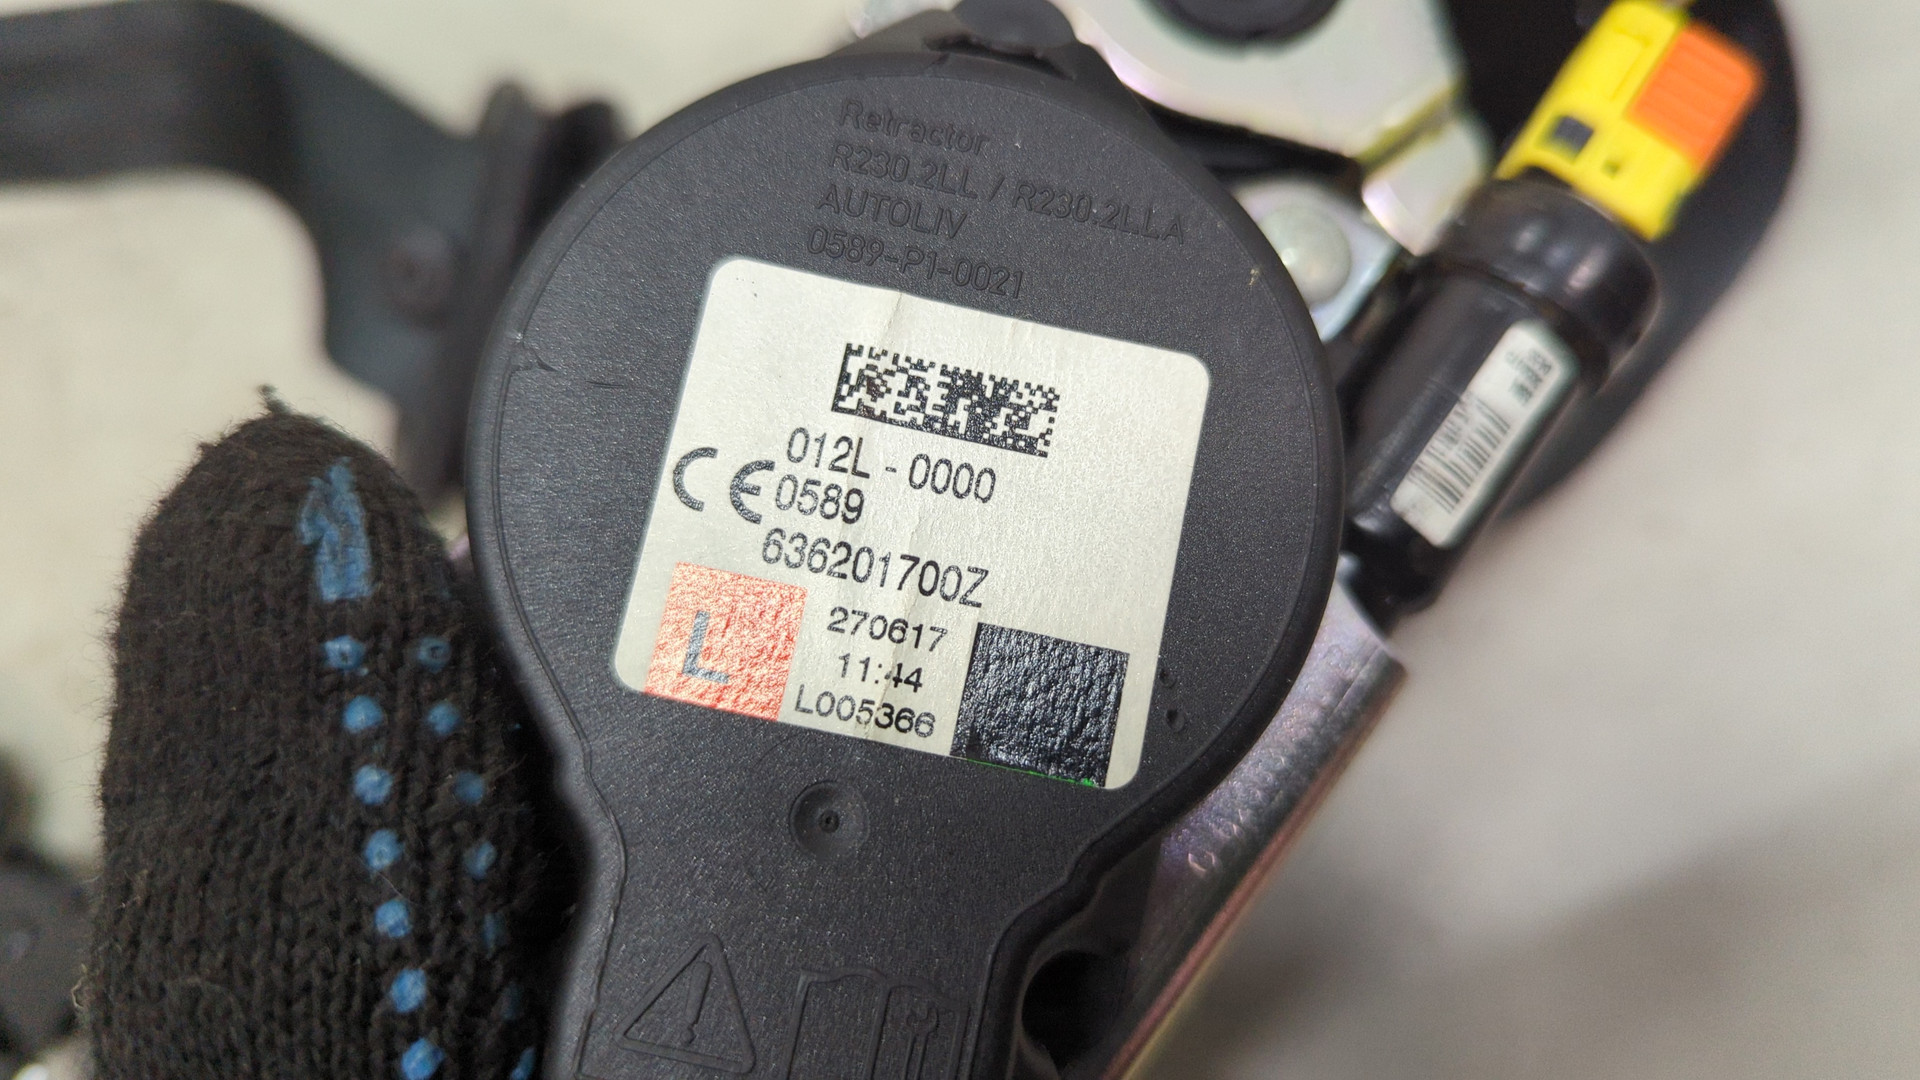 Retractor
R230.2LL / R230.2LLA
AUTOLIV
0589-P1-0021
012L - 0000
CE 0589
636201700Z
L
270617
11:44
L005366